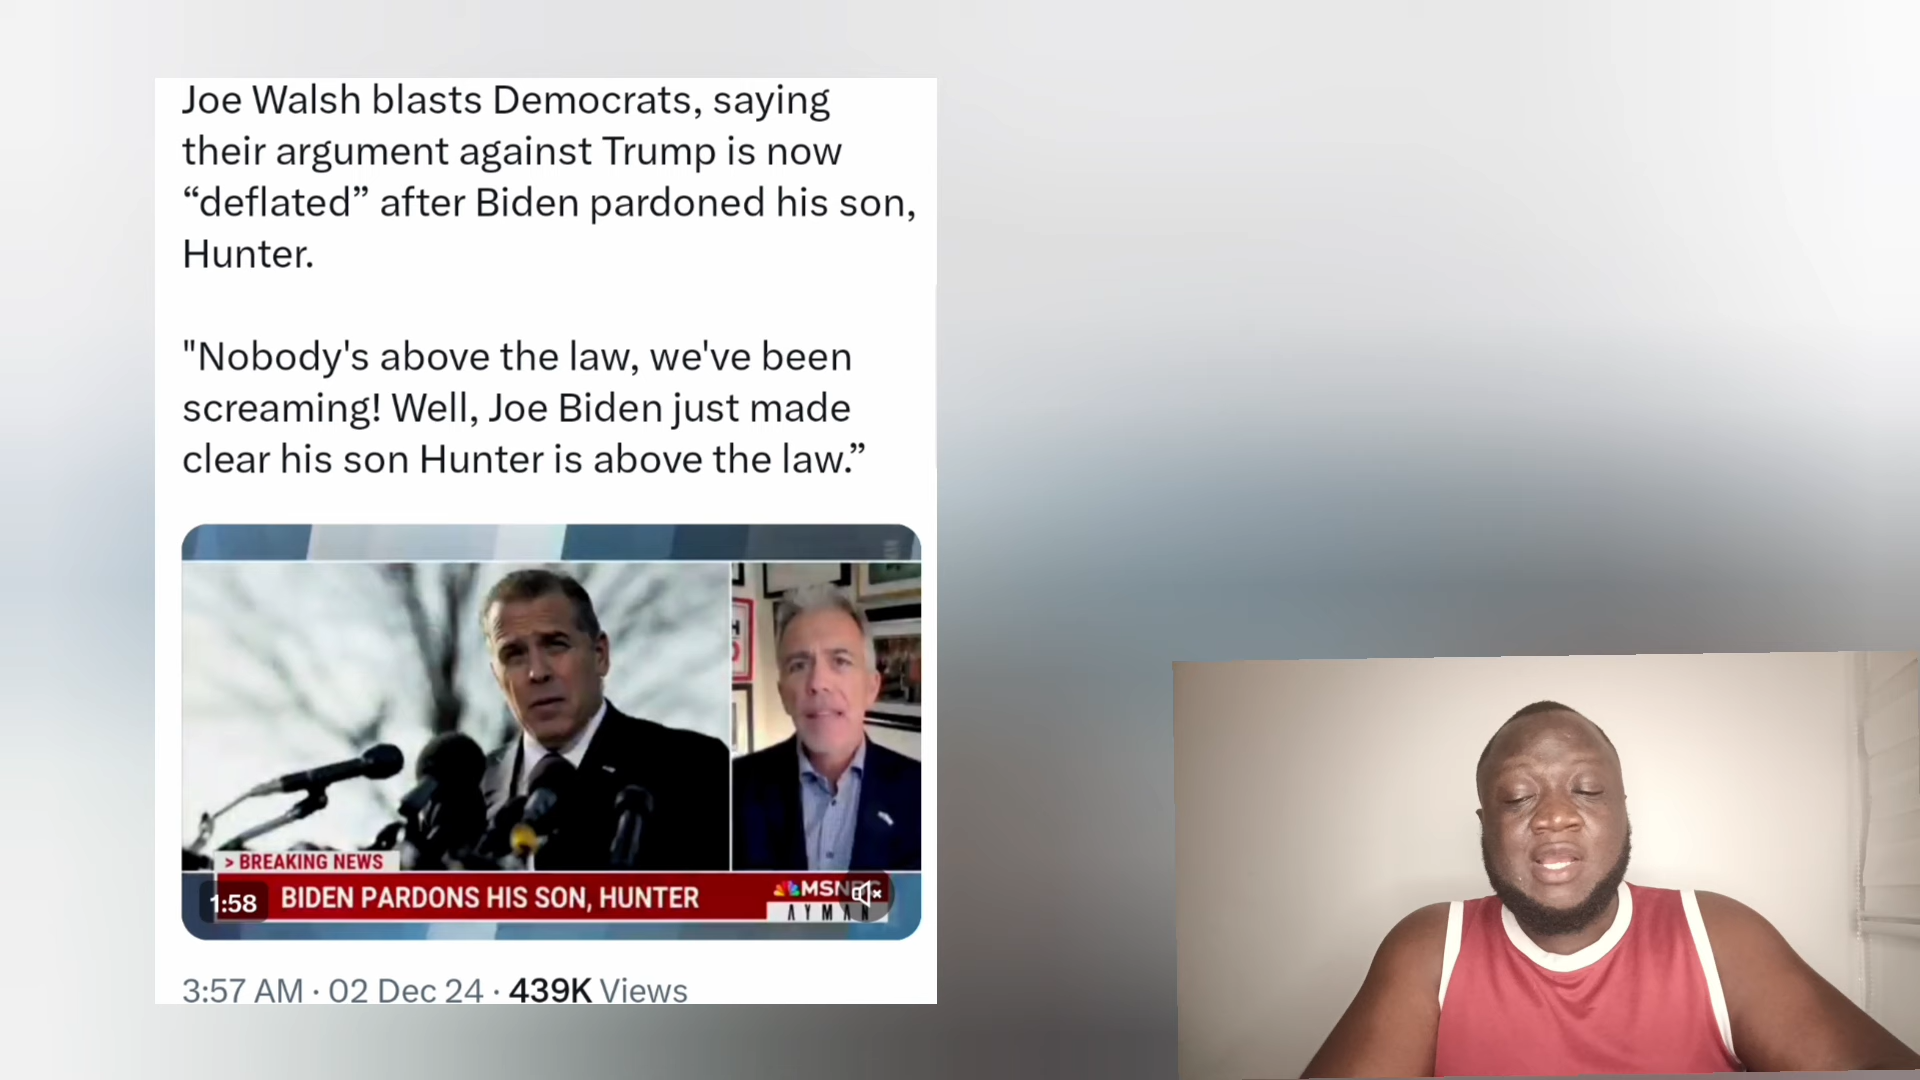 Joe Walsh blasts Democrats, saying
their argument against Trump is now
“deflated” after Biden pardoned his son,
Hunter.
"Nobody's above the law, we've been
screaming! Well, Joe Biden just made
clear his son Hunter is above the law.”
> BREAKING NEWS
1:58
BIDEN PARDONS HIS SON, HUNTER
MSNBC
AYMAN
3:57 AM · 02 Dec 24 · 439K Views